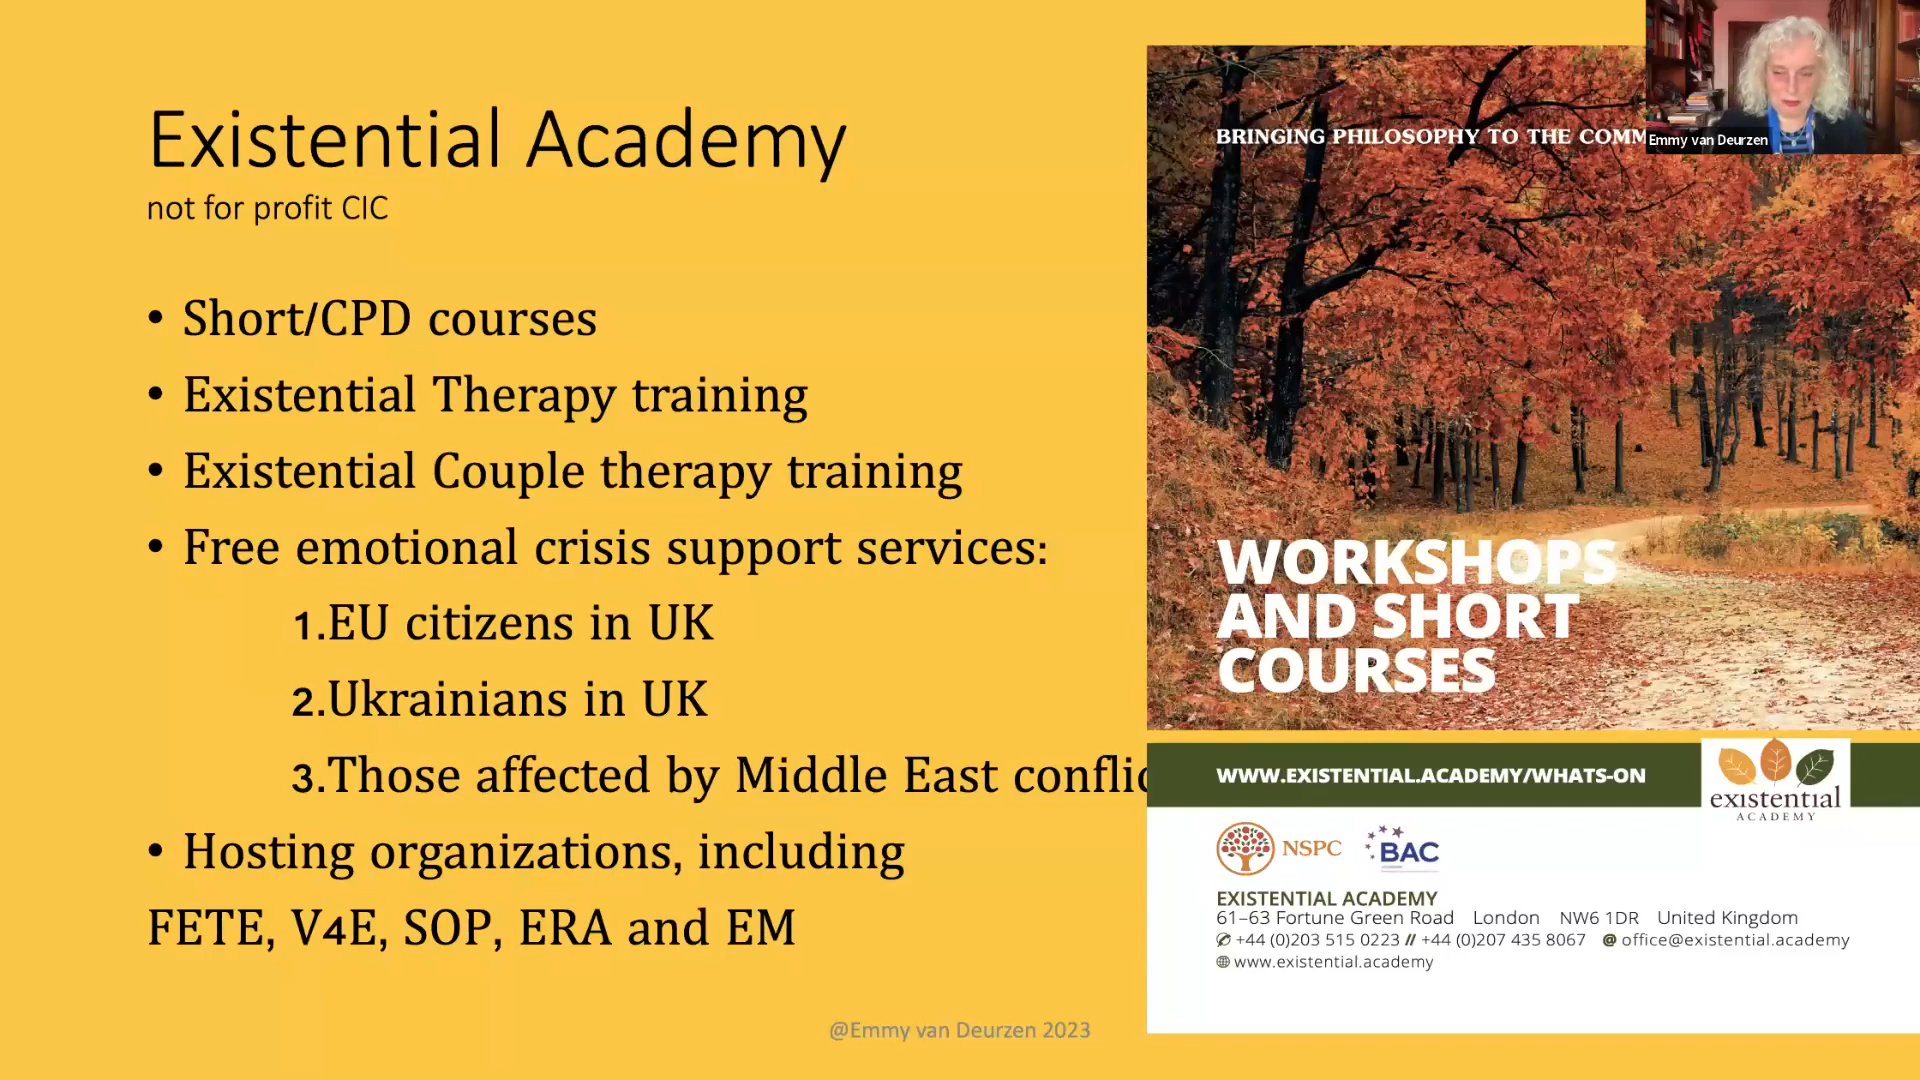 Existential Academy
not for profit CIC
• Short/CPD courses
• Existential Therapy training
• Existential Couple therapy training
• Free emotional crisis support services:
1.EU citizens in UK
2.Ukrainians in UK
3.Those affected by Middle East conflic
• Hosting organizations, including
FETE, V4E, SOP, ERA and EM
@Emmy van Deurzen 2023
BRINGING PHILOSOPHY TO THE COMM
Emmy van Deurzen
WORKSHOPS
AND SHORT
COURSES
WWW.EXISTENTIAL.ACADEMY/WHATS-ON
existential
ACADEMY
NSPC
BAC
EXISTENTIAL ACADEMY
61–63 Fortune Green Road London NW6 1DR United Kingdom
+44 (0)203 515 0223 // +44 (0)207 435 8067 @ office@existential.academy
www.existential.academy